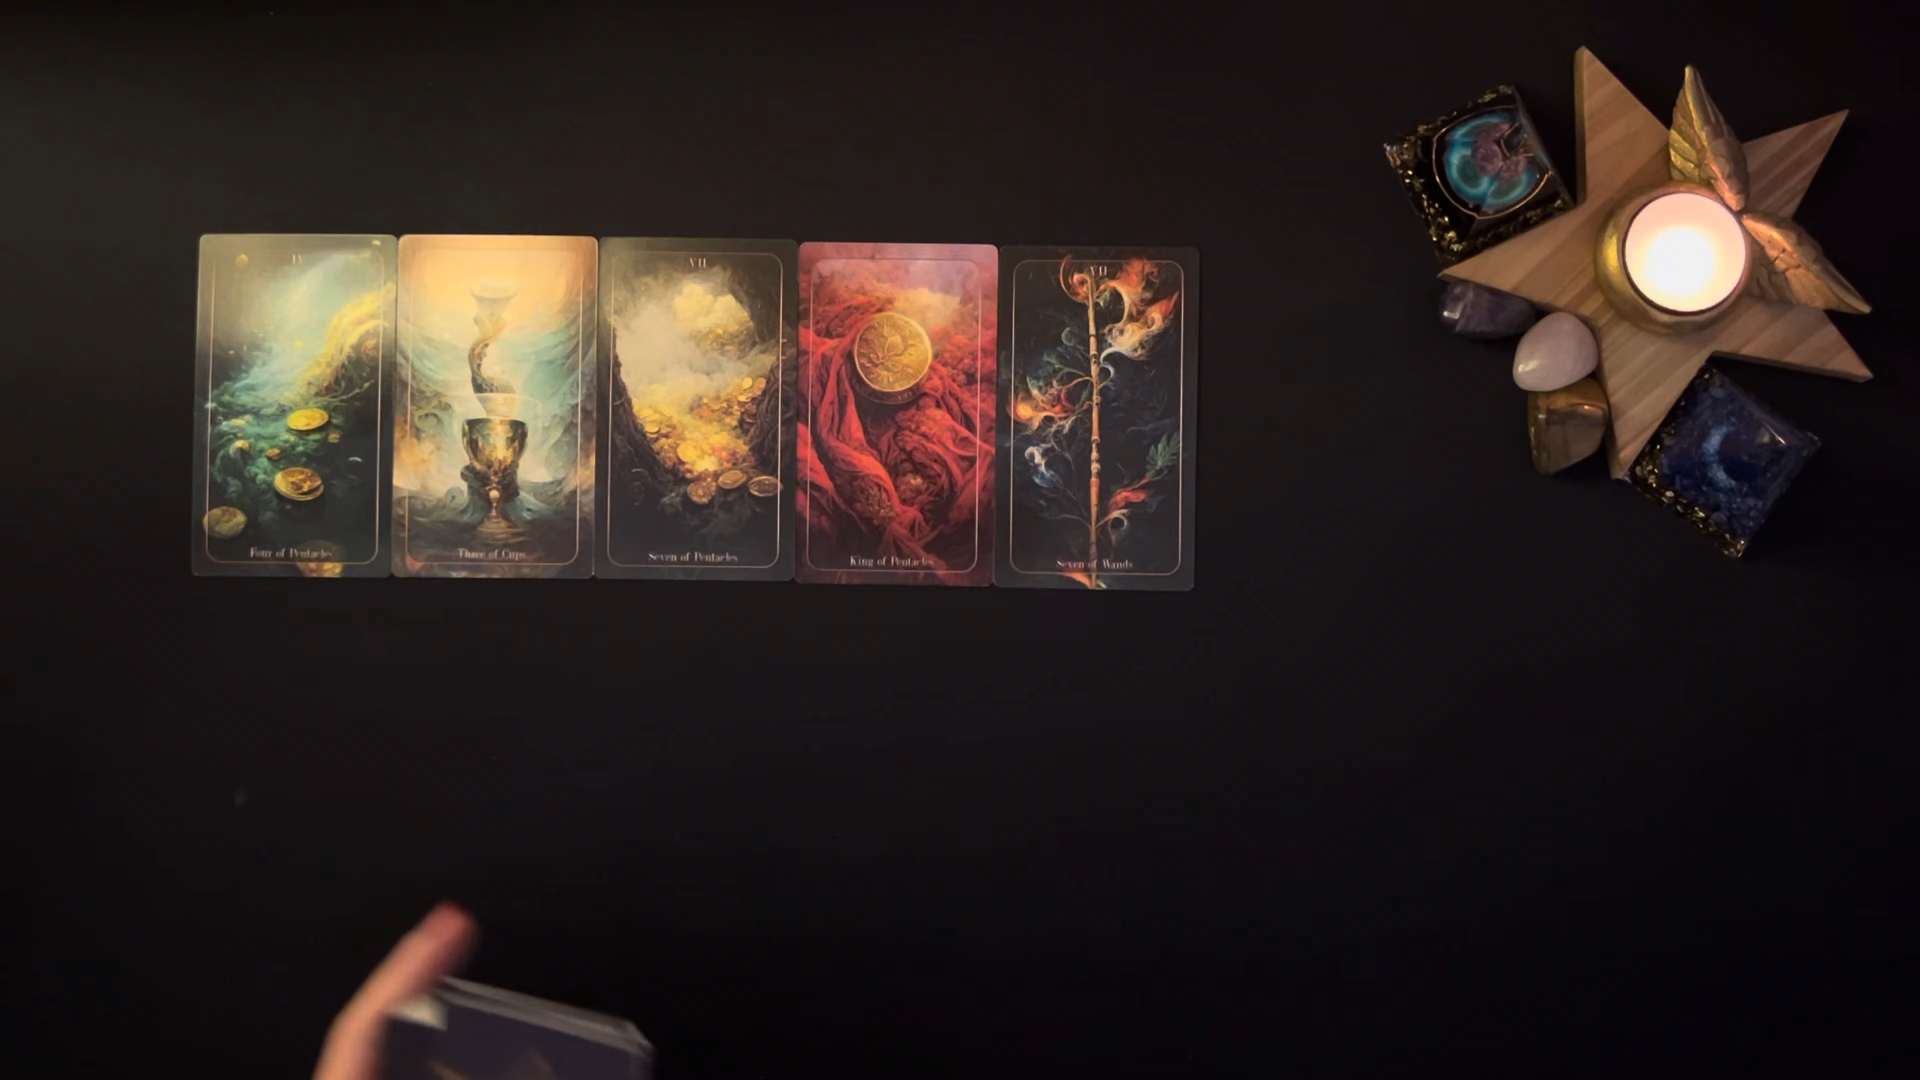 IV
Four of Pentacles
Three of Cups
VII
Seven of Pentacles
King of Pentacles
VII
Seven of Wands